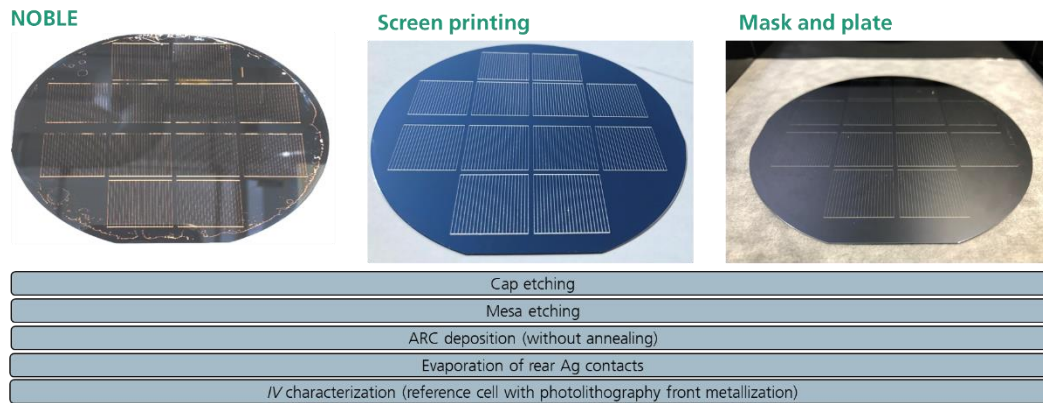 NOBLE
Screen printing
Mask and plate
Cap etching
Mesa etching
ARC deposition (without annealing)
Evaporation of rear Ag contacts
IV characterization (reference cell with photolithography front metallization)